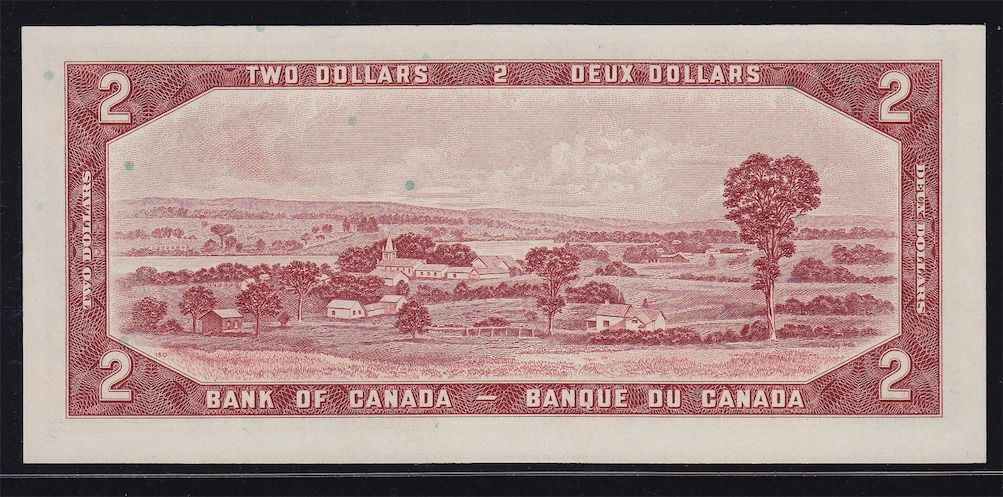 2 TWO DOLLARS 2 DEUX DOLLARS 2
TWO DOLLARS
DEUX DOLLARS
150
2 BANK OF CANADA – BANQUE DU CANADA 2